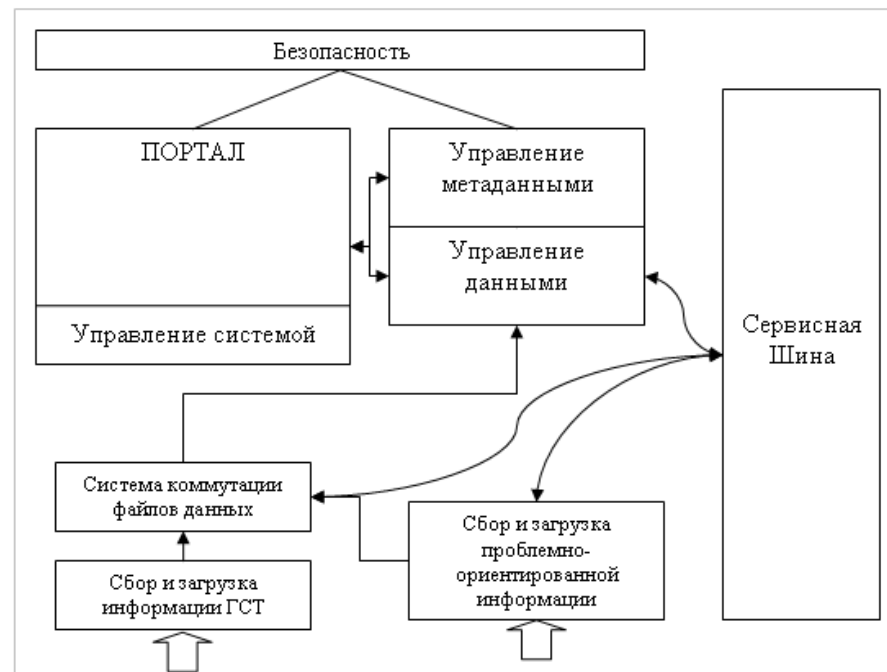 Безопасность
ПОРТАЛ
Управление системой
Управление
метаданными
Управление
данными
Сервисная
Шина
Система коммутации
файлов данных
Сбор и загрузка
информации ГСТ
Сбор и загрузка
проблемно-
ориентированной
информации